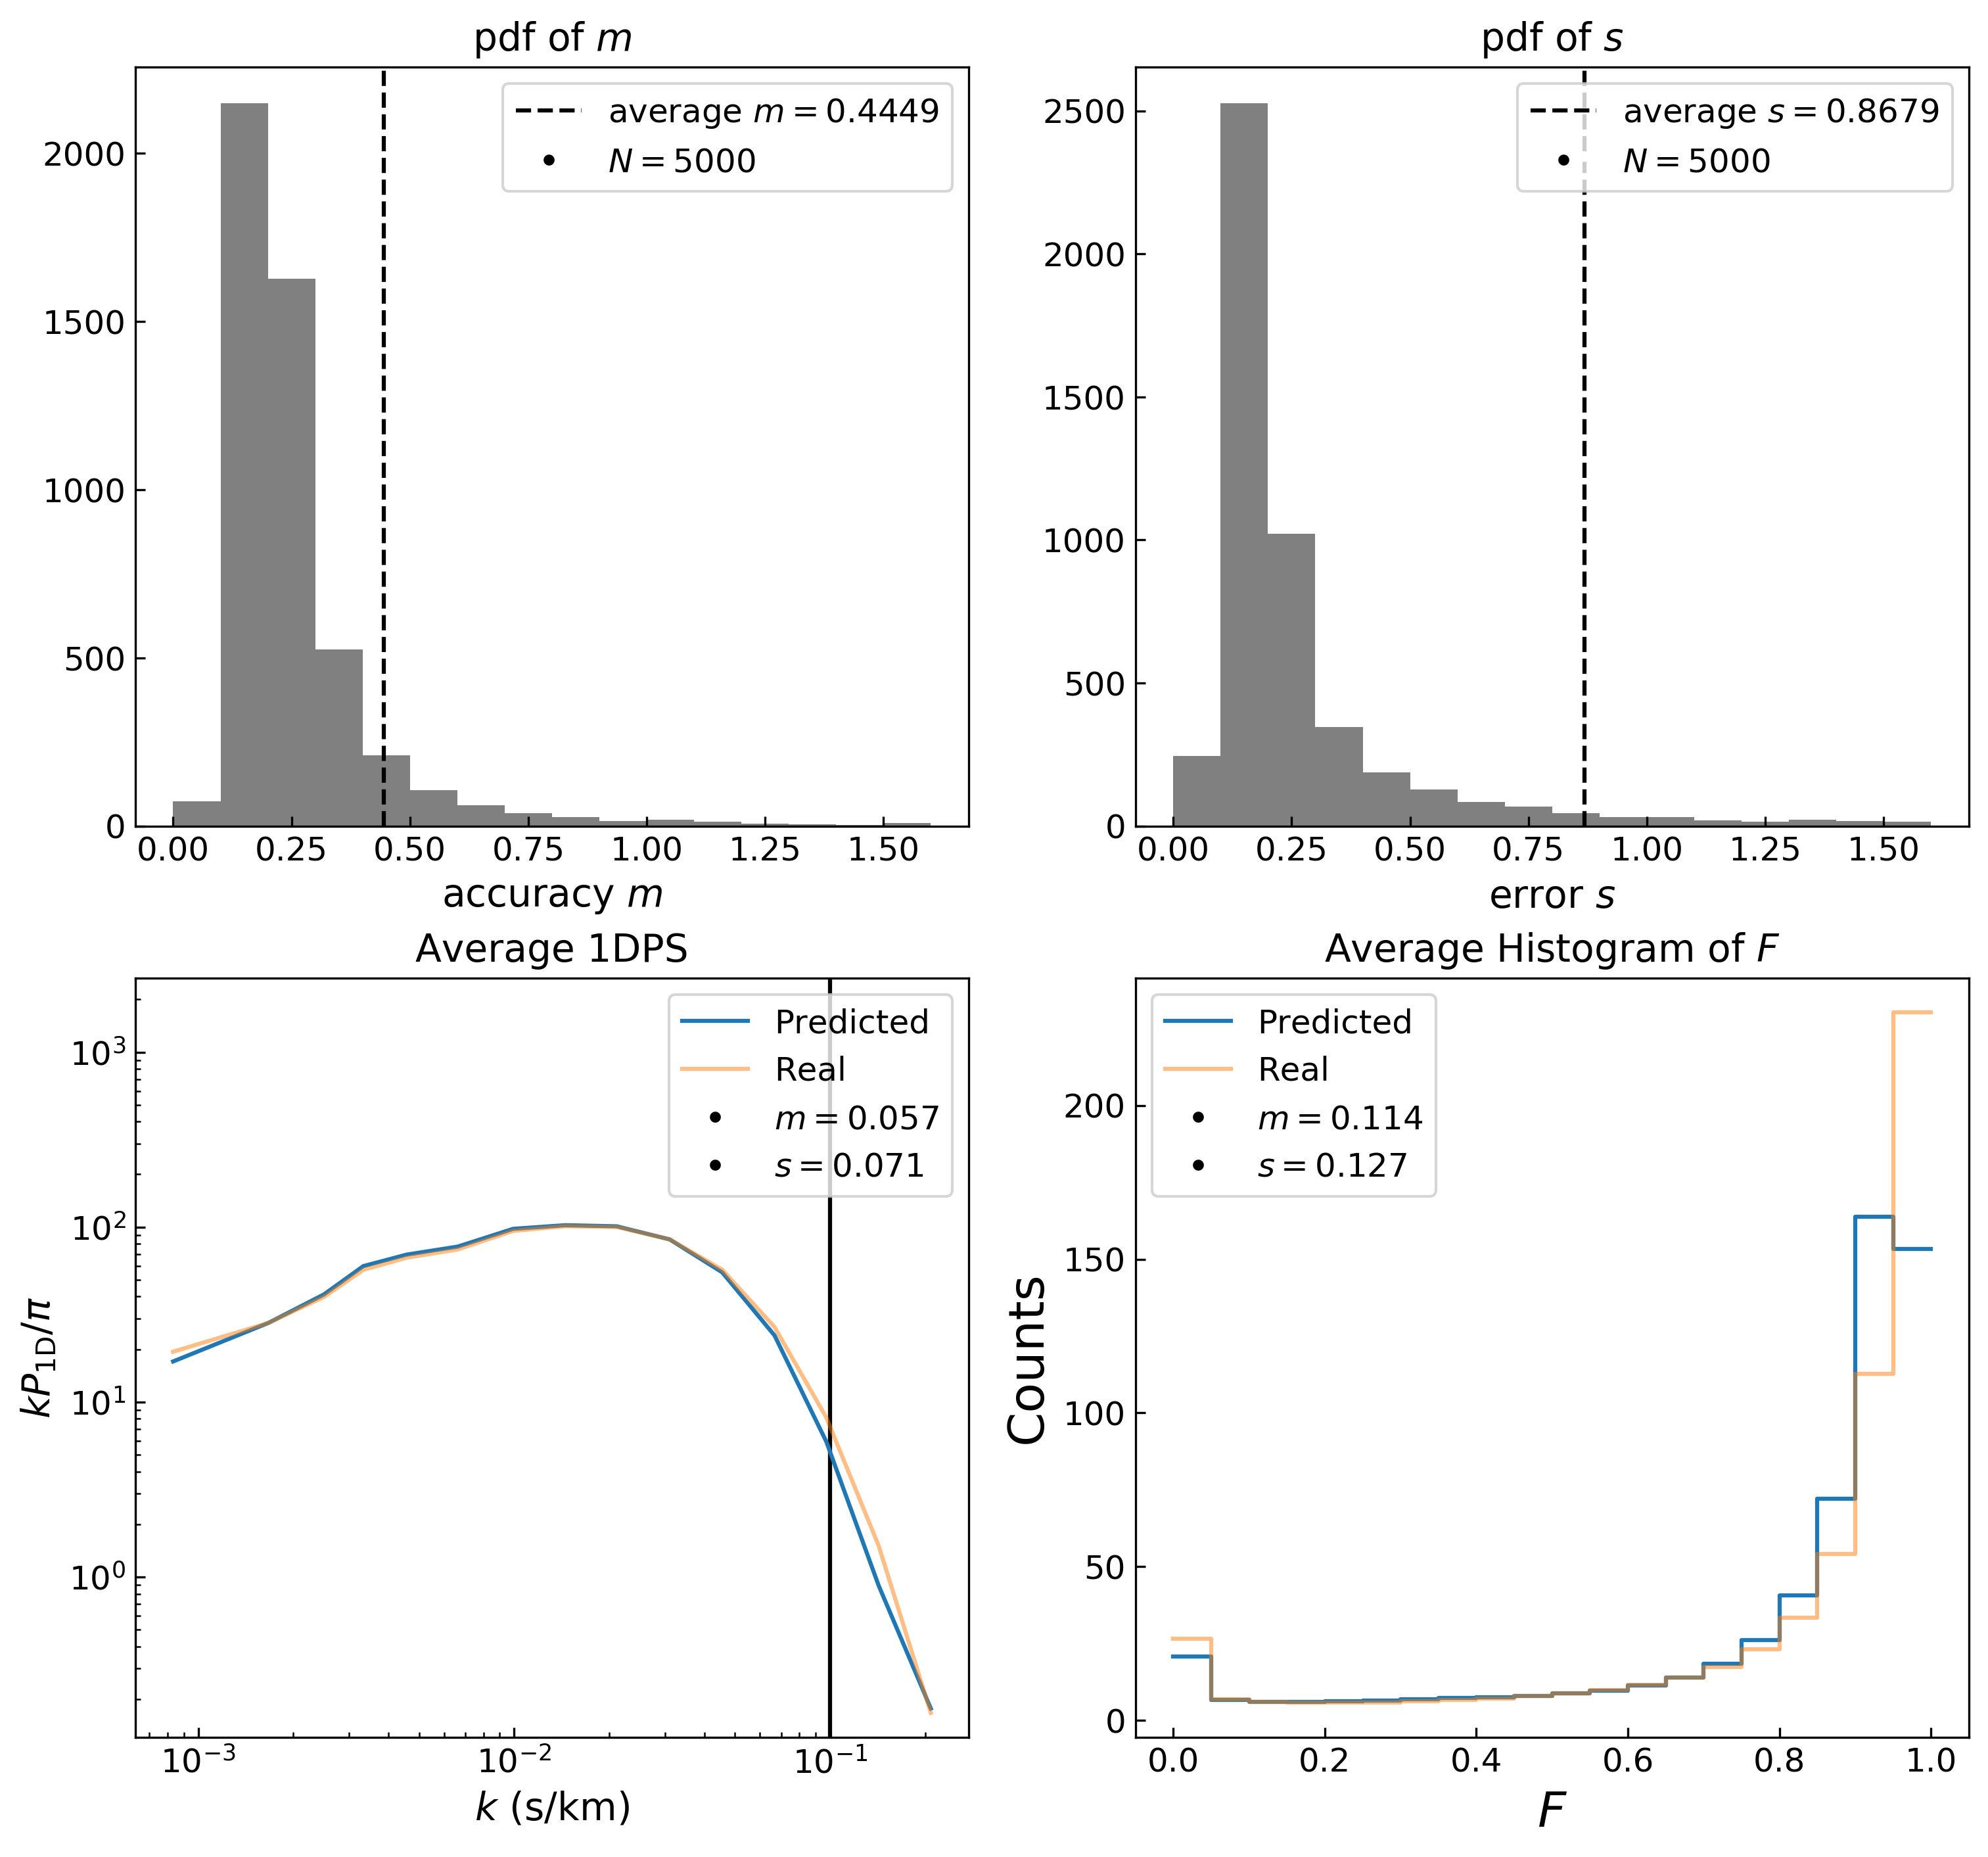 pdf of m
average m = 0.4449
N = 5000
2000
1500
1000
500
0
0.00 0.25 0.50 0.75 1.00 1.25 1.50
accuracy m
pdf of s
average s = 0.8679
N = 5000
2500
2000
1500
1000
500
0
0.00 0.25 0.50 0.75 1.00 1.25 1.50
error s
Average 1DPS
Predicted
Real
m = 0.057
s = 0.071
10³
10²
10¹
10⁰
kP₁D/π
10⁻³ 10⁻² 10⁻¹
k (s/km)
Average Histogram of F
Predicted
Real
m = 0.114
s = 0.127
200
150
100
50
0
Counts
0.0 0.2 0.4 0.6 0.8 1.0
F